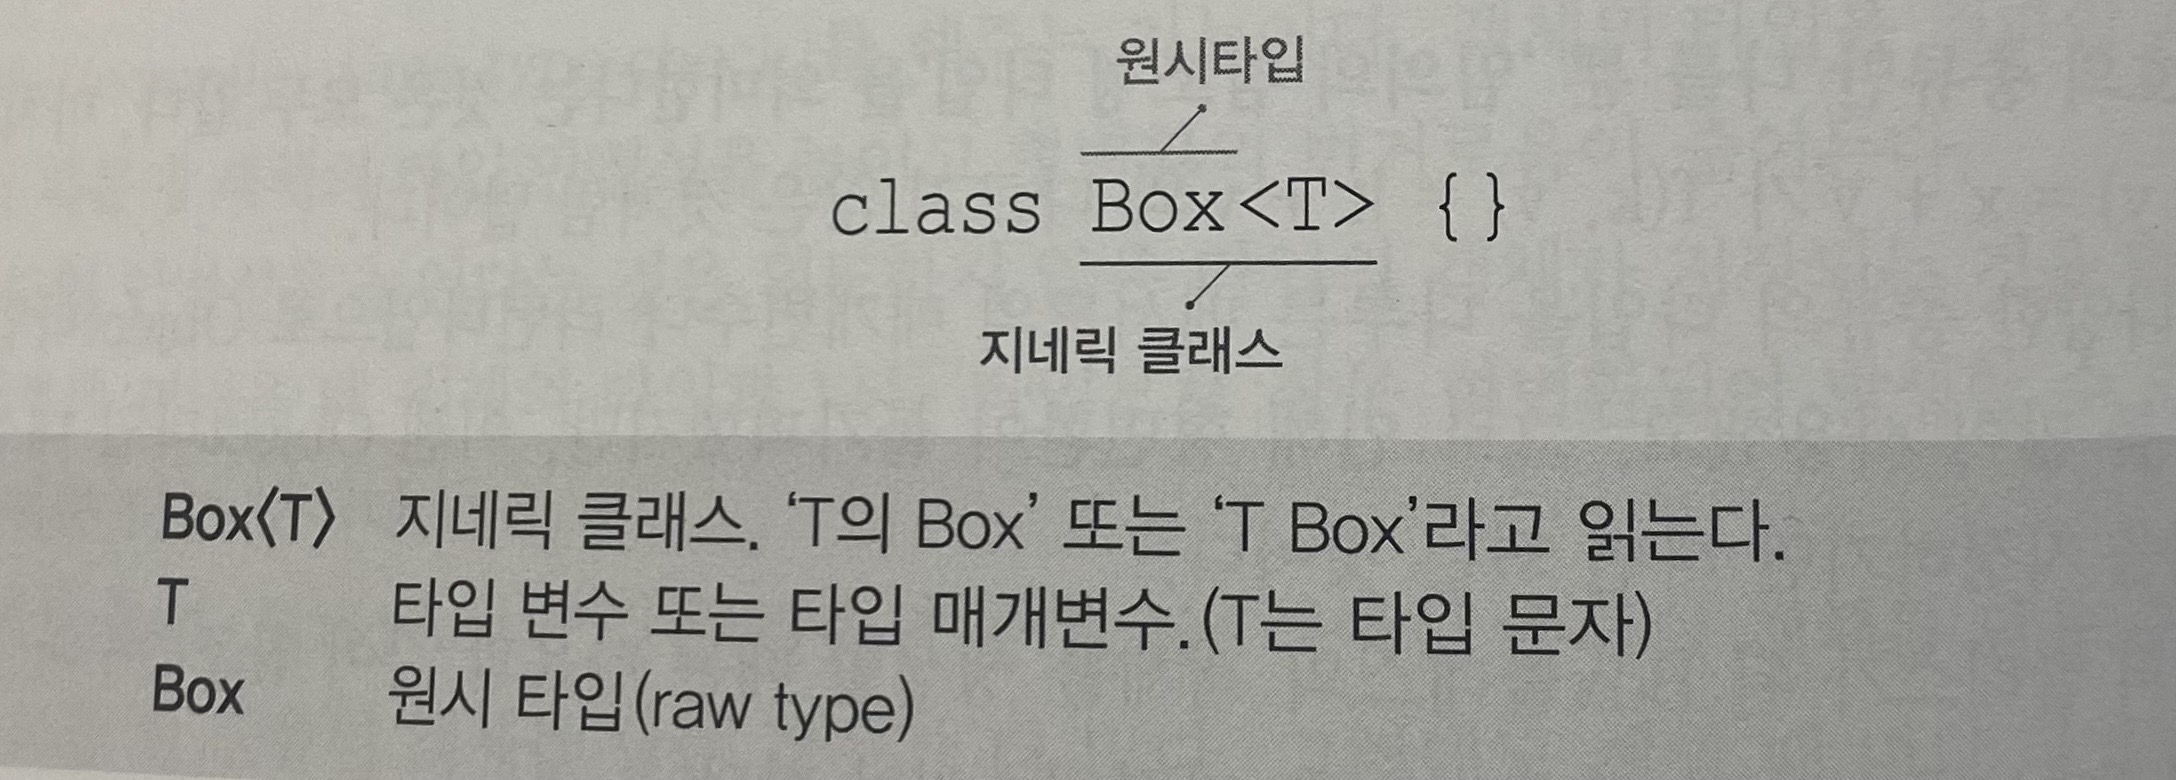 원시타입
class Box<T> {}
지네릭 클래스
Box⟨T⟩ 지네릭 클래스. ‘T의 Box’ 또는 ‘T Box’라고 읽는다.
T 타입 변수 또는 타입 매개변수.(T는 타입 문자)
Box 원시 타입(raw type)